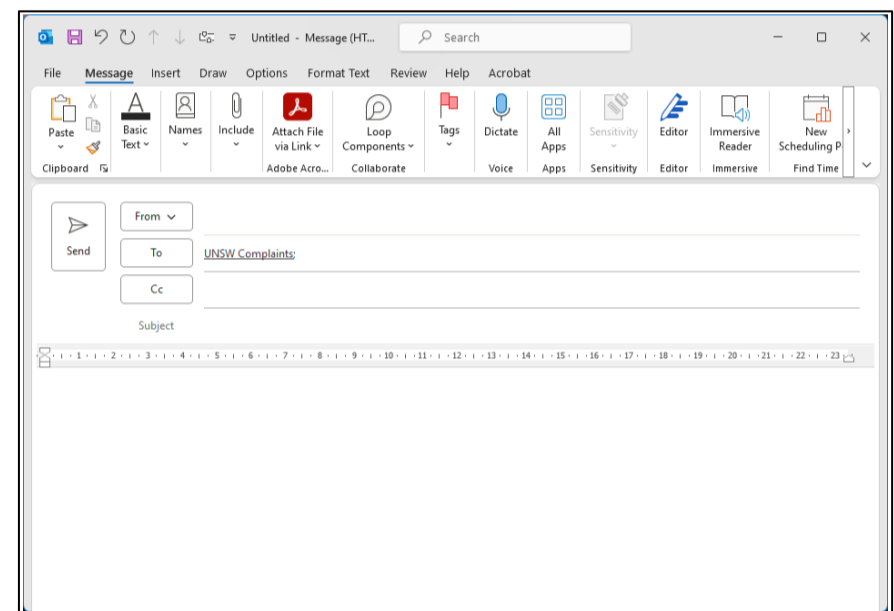 Untitled - Message (HT... Search
File Message Insert Draw Options Format Text Review Help Acrobat
Paste Basic Text Names Include Attach File via Link Loop Components Tags Dictate All Apps Sensitivity Editor Immersive Reader New Scheduling P
Clipboard Adobe Acro... Collaborate Voice Apps Sensitivity Editor Immersive Find Time
From
Send To UNSW Complaints;
Cc
Subject
1 2 3 4 5 6 7 8 9 10 11 12 13 14 15 16 17 18 19 20 21 22 23